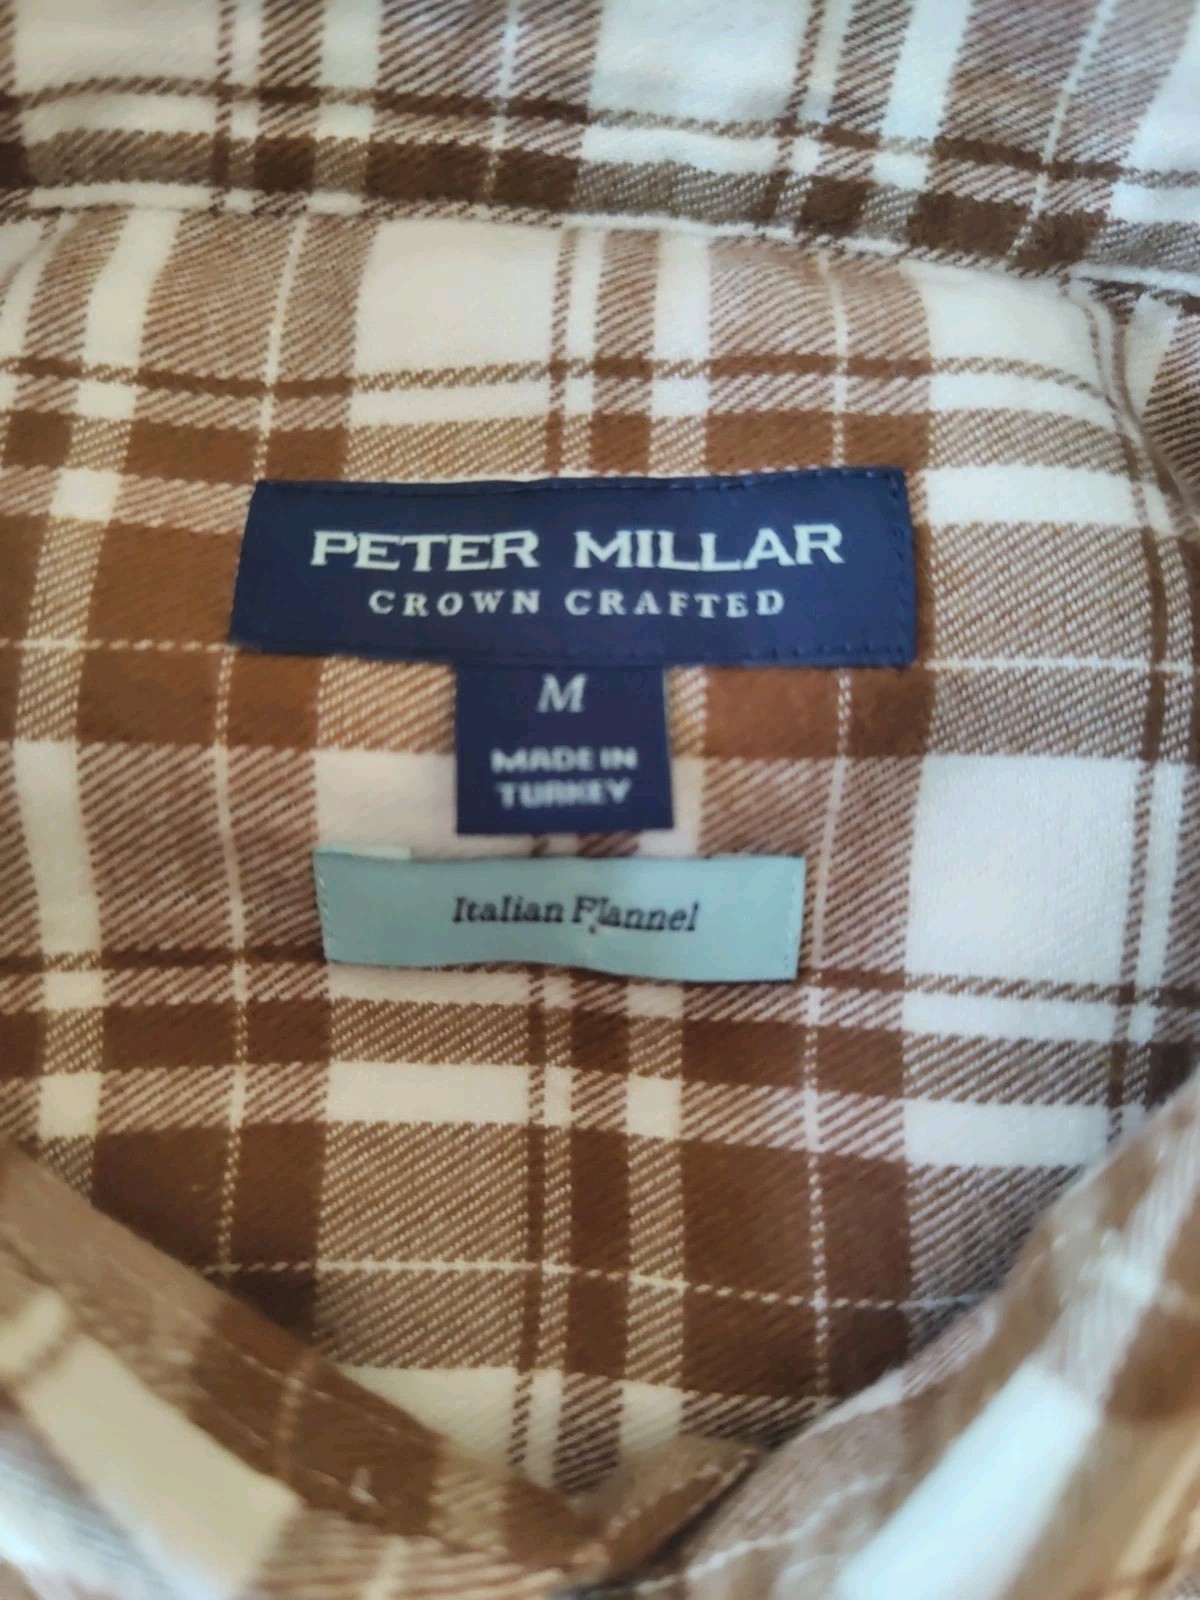 PETER MILLAR
CROWN CRAFTED
M
MADE IN
TURKEY
Italian Flannel